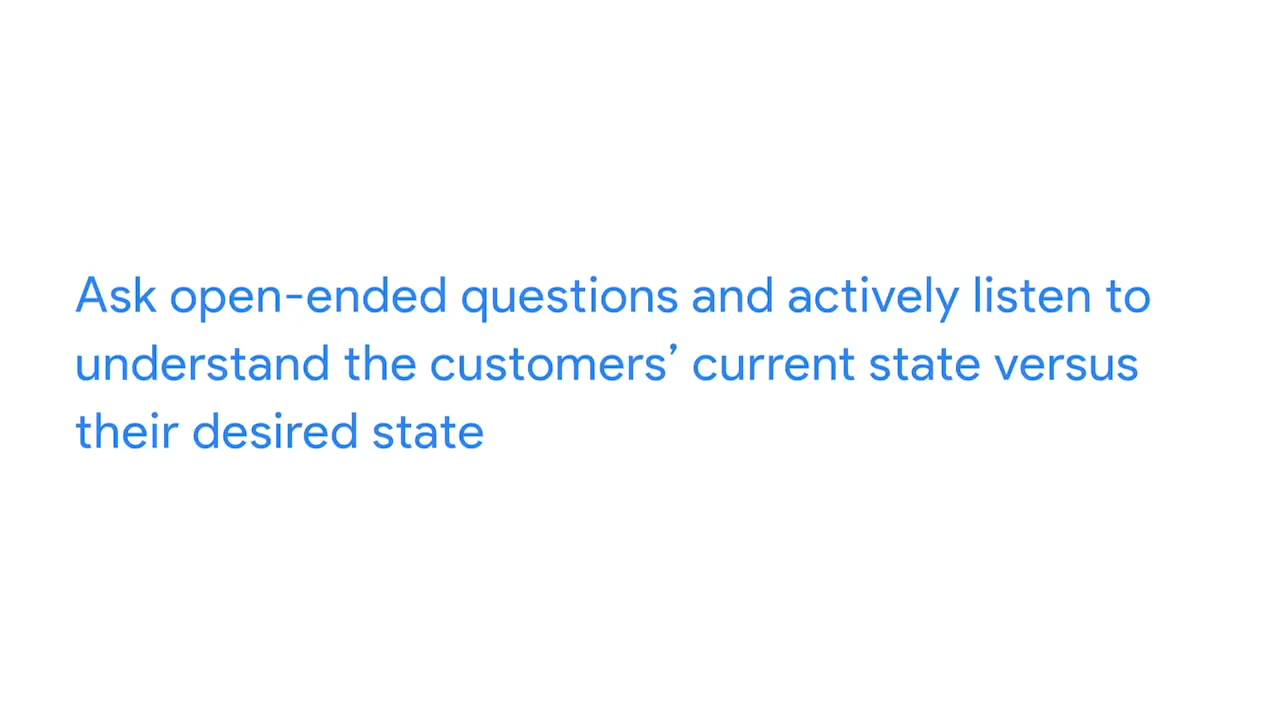 Ask open-ended questions and actively listen to
understand the customers’ current state versus
their desired state